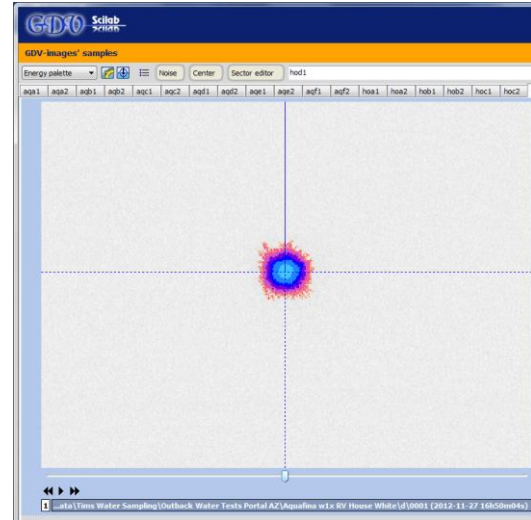 GDV Scilab
GDV-images' samples
Energy palette Noise Center Sector editor hod1
aqa1 aqa2 aqb1 aqb2 aqc1 aqc2 aqd1 aqd2 aqe1 aqe2 aqf1 aqf2 hoa1 hoa2 hob1 hob2 hoc1 hoc2
1 ...ata\Tims Water Sampling\Outback Water Tests Portal AZ\Aquafina w1x RV House White\d\0001 (2012-11-27 16h50m04s)